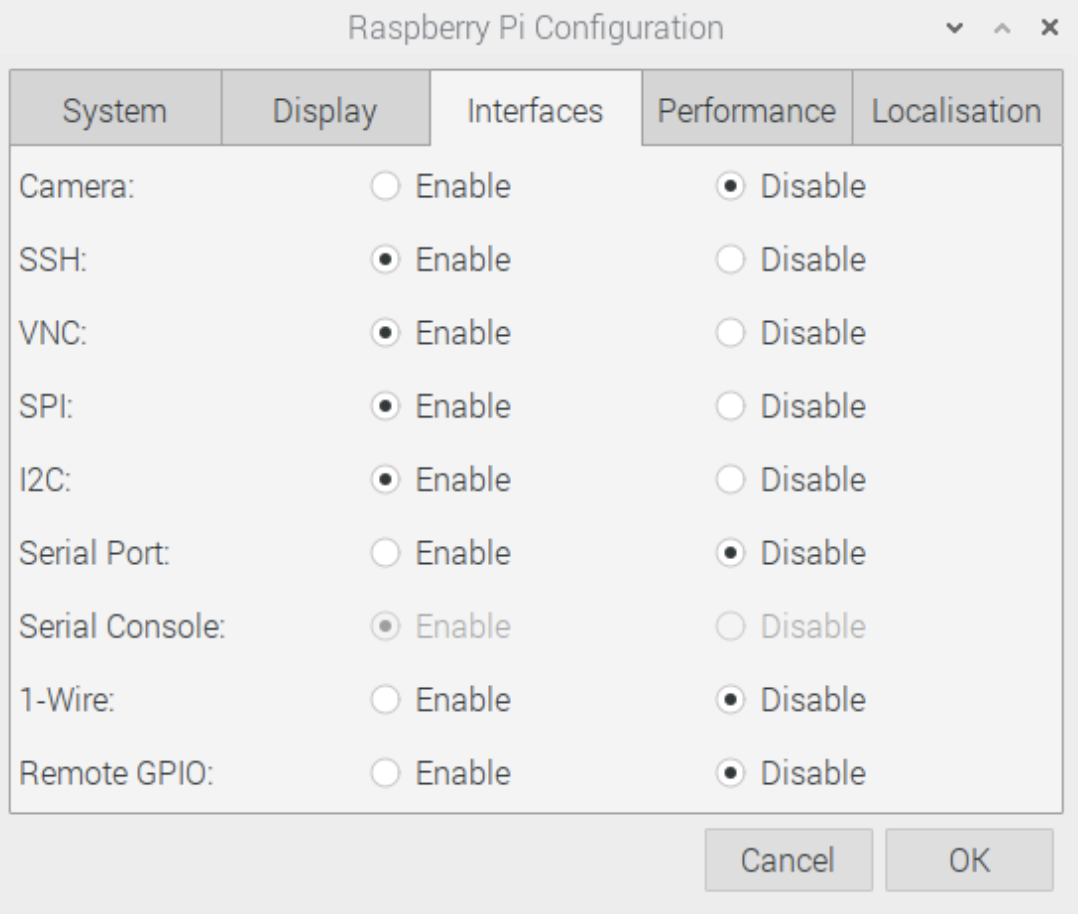 Raspberry Pi Configuration
System Display Interfaces Performance Localisation
Camera: Enable Disable
SSH: Enable Disable
VNC: Enable Disable
SPI: Enable Disable
I2C: Enable Disable
Serial Port: Enable Disable
Serial Console: Enable Disable
1-Wire: Enable Disable
Remote GPIO: Enable Disable
Cancel OK